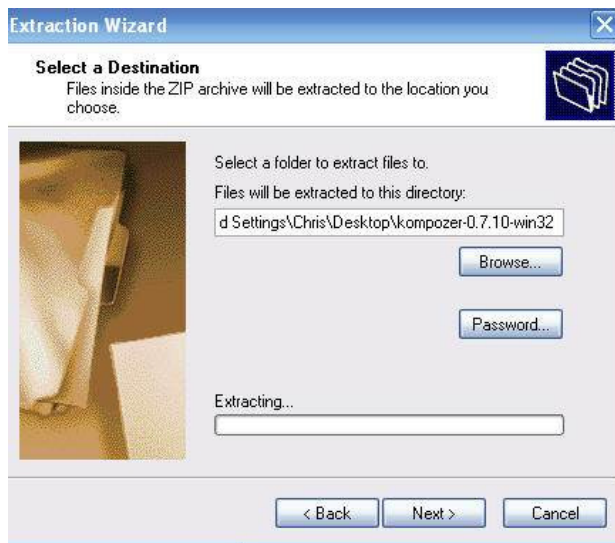 Extraction Wizard
Select a Destination
Files inside the ZIP archive will be extracted to the location you
choose.
Select a folder to extract files to.
Files will be extracted to this directory:
d Settings\Chris\Desktop\kompozer-0.7.10-win32
Browse...
Password...
Extracting...
< Back
Next >
Cancel